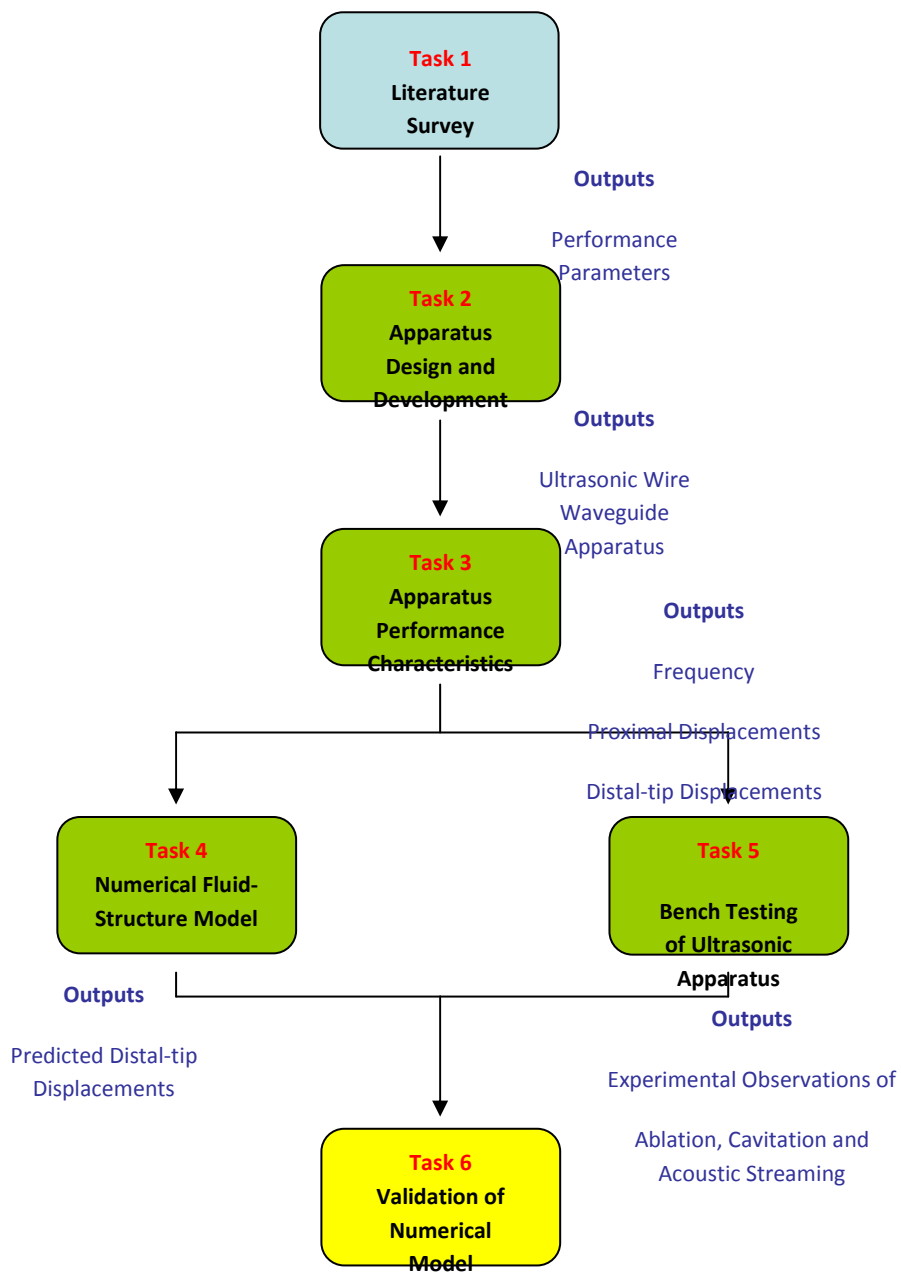 Task 1
Literature
Survey
Outputs
Performance
Parameters
Task 2
Apparatus
Design and
Development
Outputs
Ultrasonic Wire
Waveguide
Apparatus
Task 3
Apparatus
Performance
Characteristics
Outputs
Frequency
Proximal Displacements
Distal-tip Displacements
Task 4
Numerical Fluid-
Structure Model
Task 5
Bench Testing
of Ultrasonic
Apparatus
Outputs
Predicted Distal-tip
Displacements
Outputs
Experimental Observations of
Ablation, Cavitation and
Acoustic Streaming
Task 6
Validation of
Numerical
Model